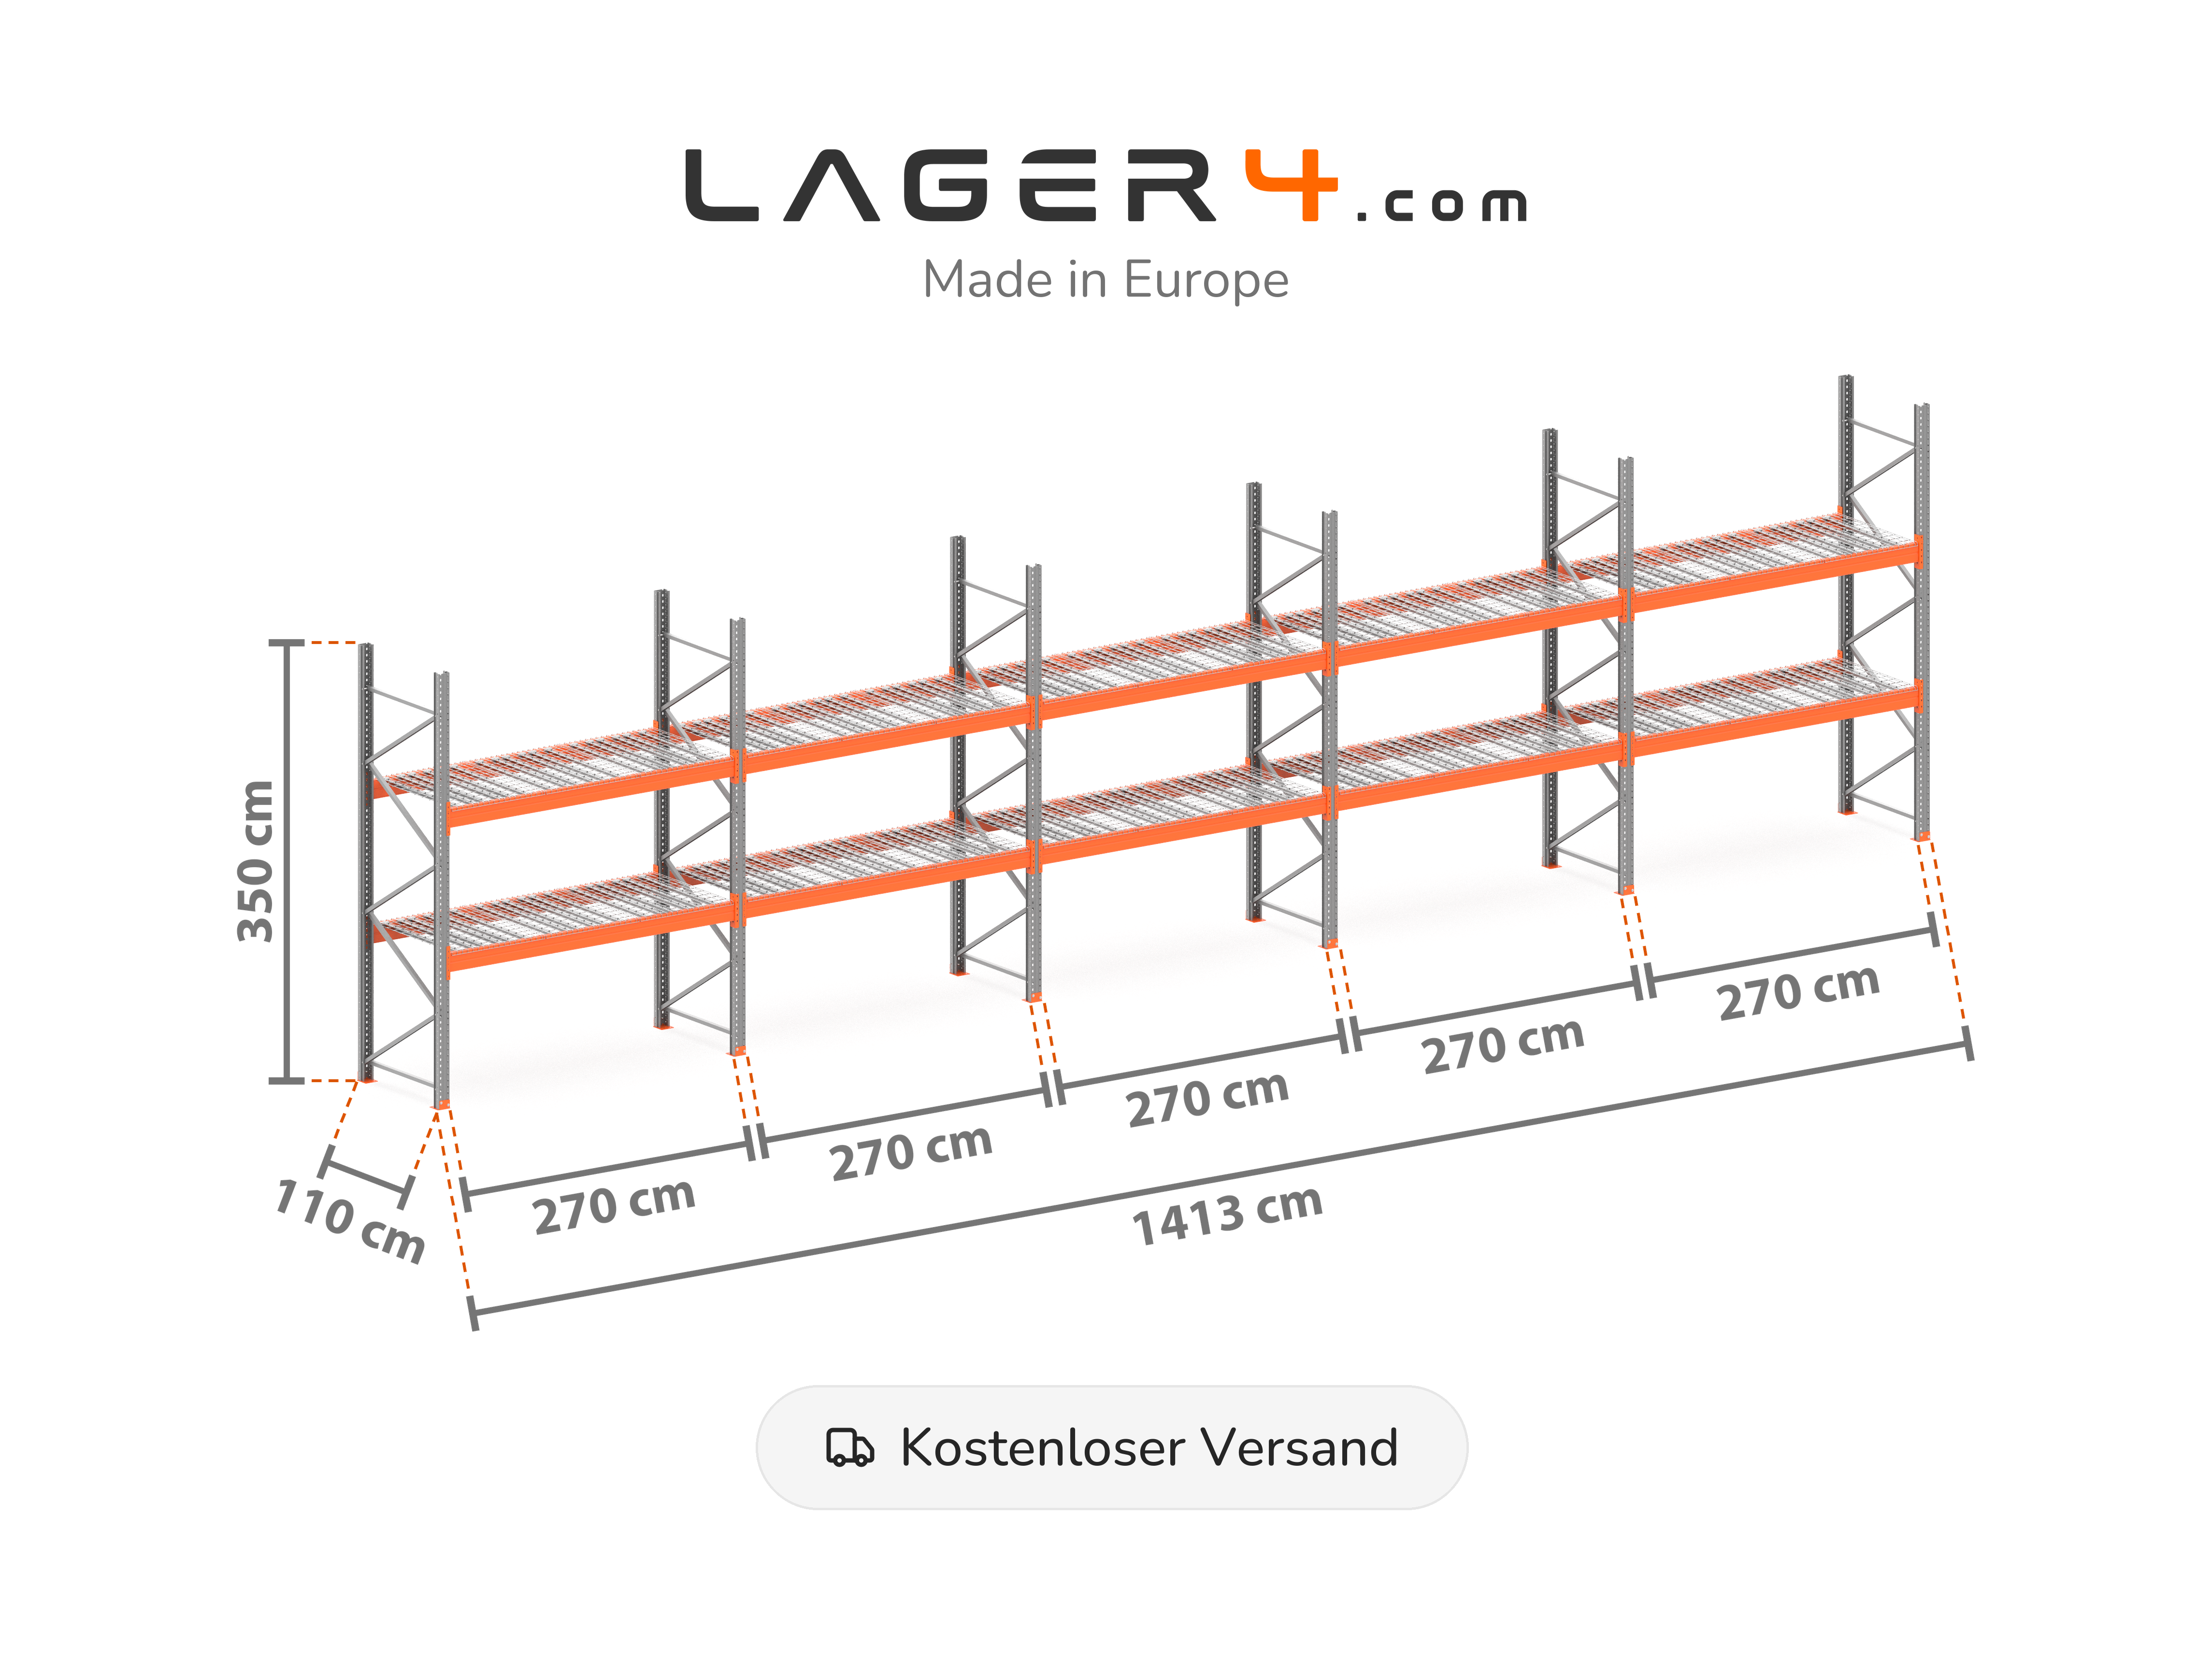 LAGER4.com
Made in Europe
350 cm
110 cm
270 cm
270 cm
270 cm
270 cm
270 cm
1413 cm
Kostenloser Versand